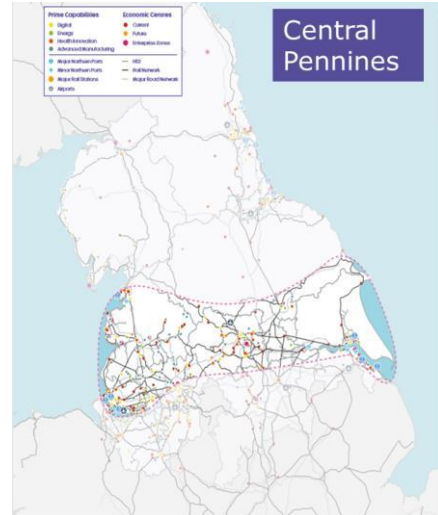 Central
Pennines
Prime Capabilities
Digital
Energy
Health Innovation
Advanced Manufacturing
Major Northern Ports
Minor Northern Ports
Major Rail Stations
Airports
Economic Centres
Current
Future
Enterprise Zones
HS2
Rail Network
Major Road Network